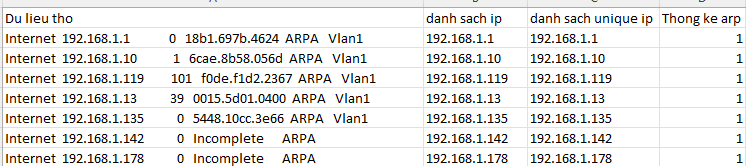 Du lieu tho danh sach ip danh sach unique ip Thong ke arp
Internet 192.168.1.1 0 18b1.697b.4624 ARPA Vlan1 192.168.1.1 192.168.1.1 1
Internet 192.168.1.10 1 6cae.8b58.056d ARPA Vlan1 192.168.1.10 192.168.1.10 1
Internet 192.168.1.119 101 f0de.f1d2.2367 ARPA Vlan1 192.168.1.119 192.168.1.119 1
Internet 192.168.1.13 39 0015.5d01.0400 ARPA Vlan1 192.168.1.13 192.168.1.13 1
Internet 192.168.1.135 0 5448.10cc.3e66 ARPA Vlan1 192.168.1.135 192.168.1.135 1
Internet 192.168.1.142 0 Incomplete ARPA 192.168.1.142 192.168.1.142 1
Internet 192.168.1.178 0 Incomplete ARPA 192.168.1.178 192.168.1.178 1